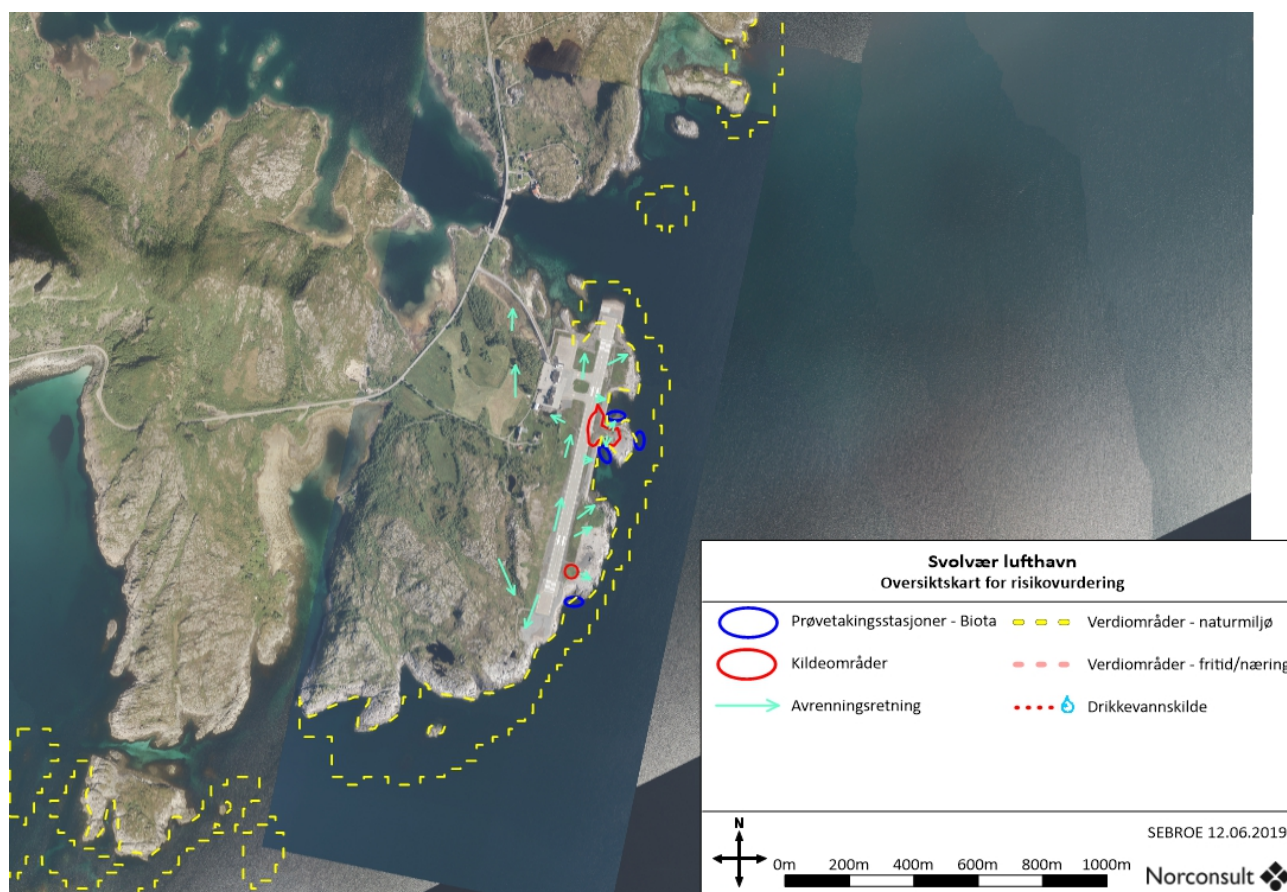 Svolvær lufthavn
Oversiktskart for risikovurdering
Prøvetakingsstasjoner - Biota
Verdiområder - naturmiljø
Kildeområder
Verdiområder - fritid/næring
Avrenningsretning
Drikkevannskilde
N
SEBROE 12.06.2019
0m 200m 400m 600m 800m 1000m
Norconsult